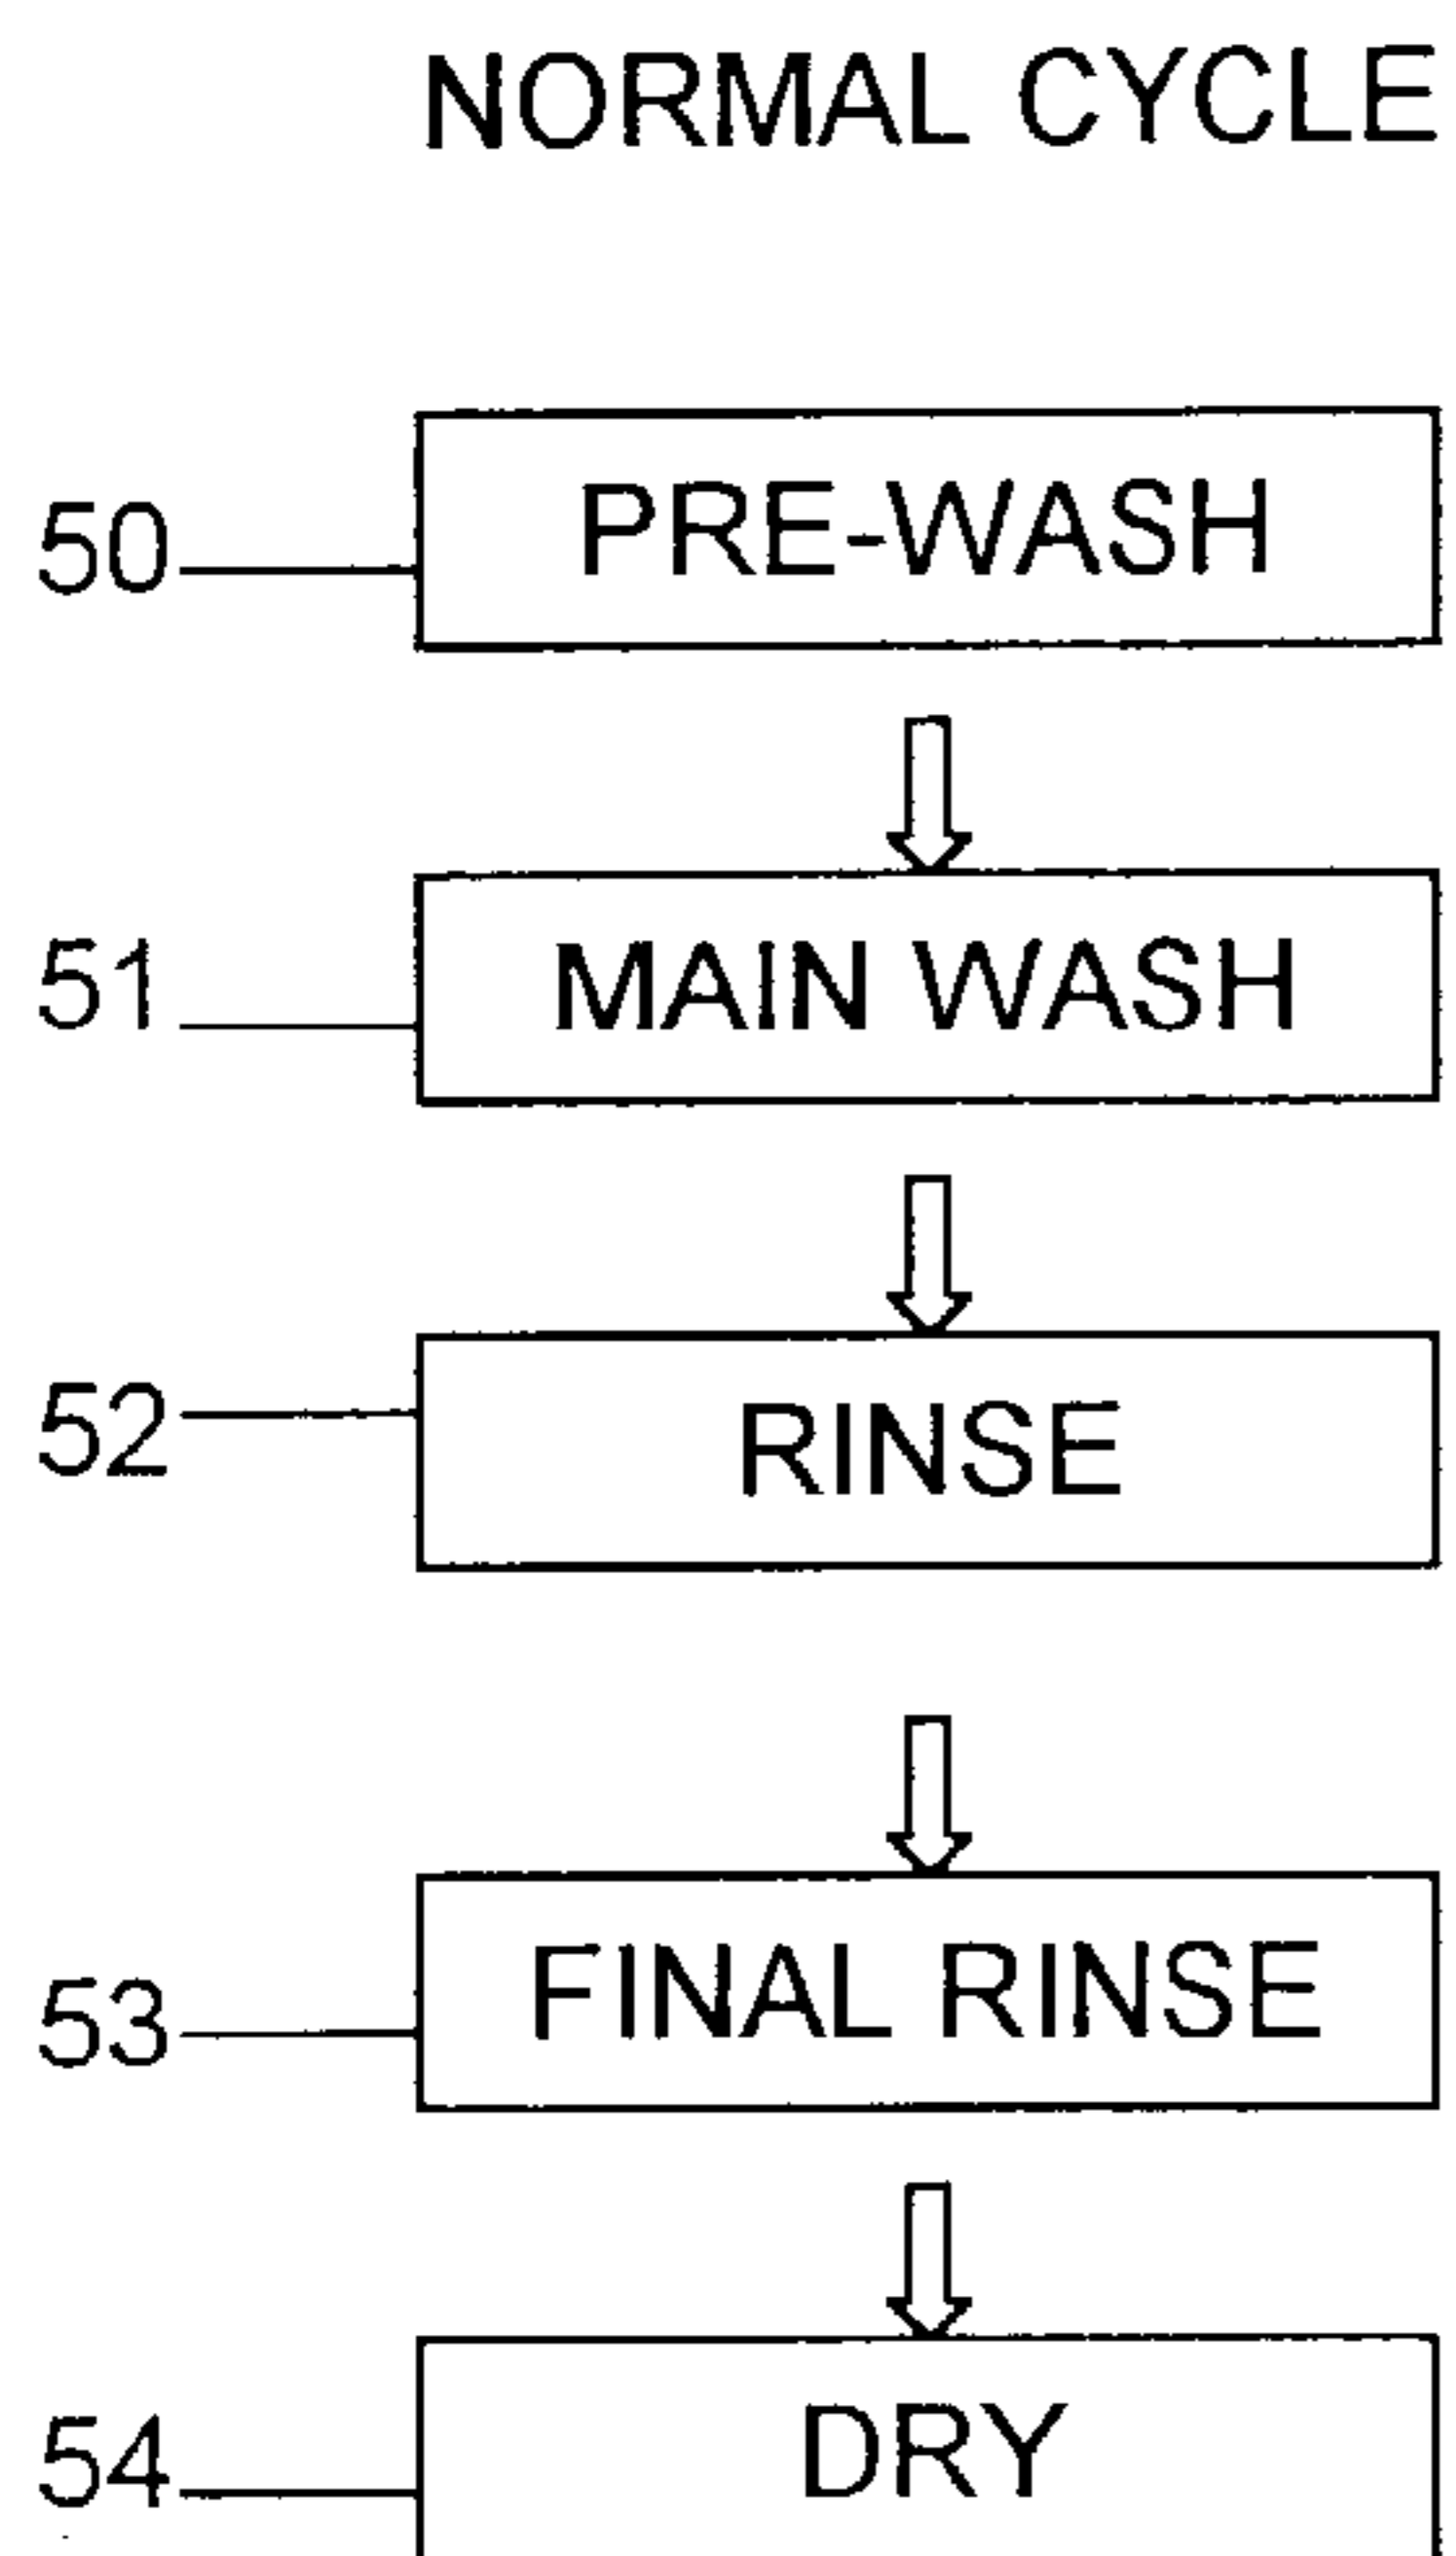 NORMAL CYCLE
50 PRE-WASH
51 MAIN WASH
52 RINSE
53 FINAL RINSE
54 DRY